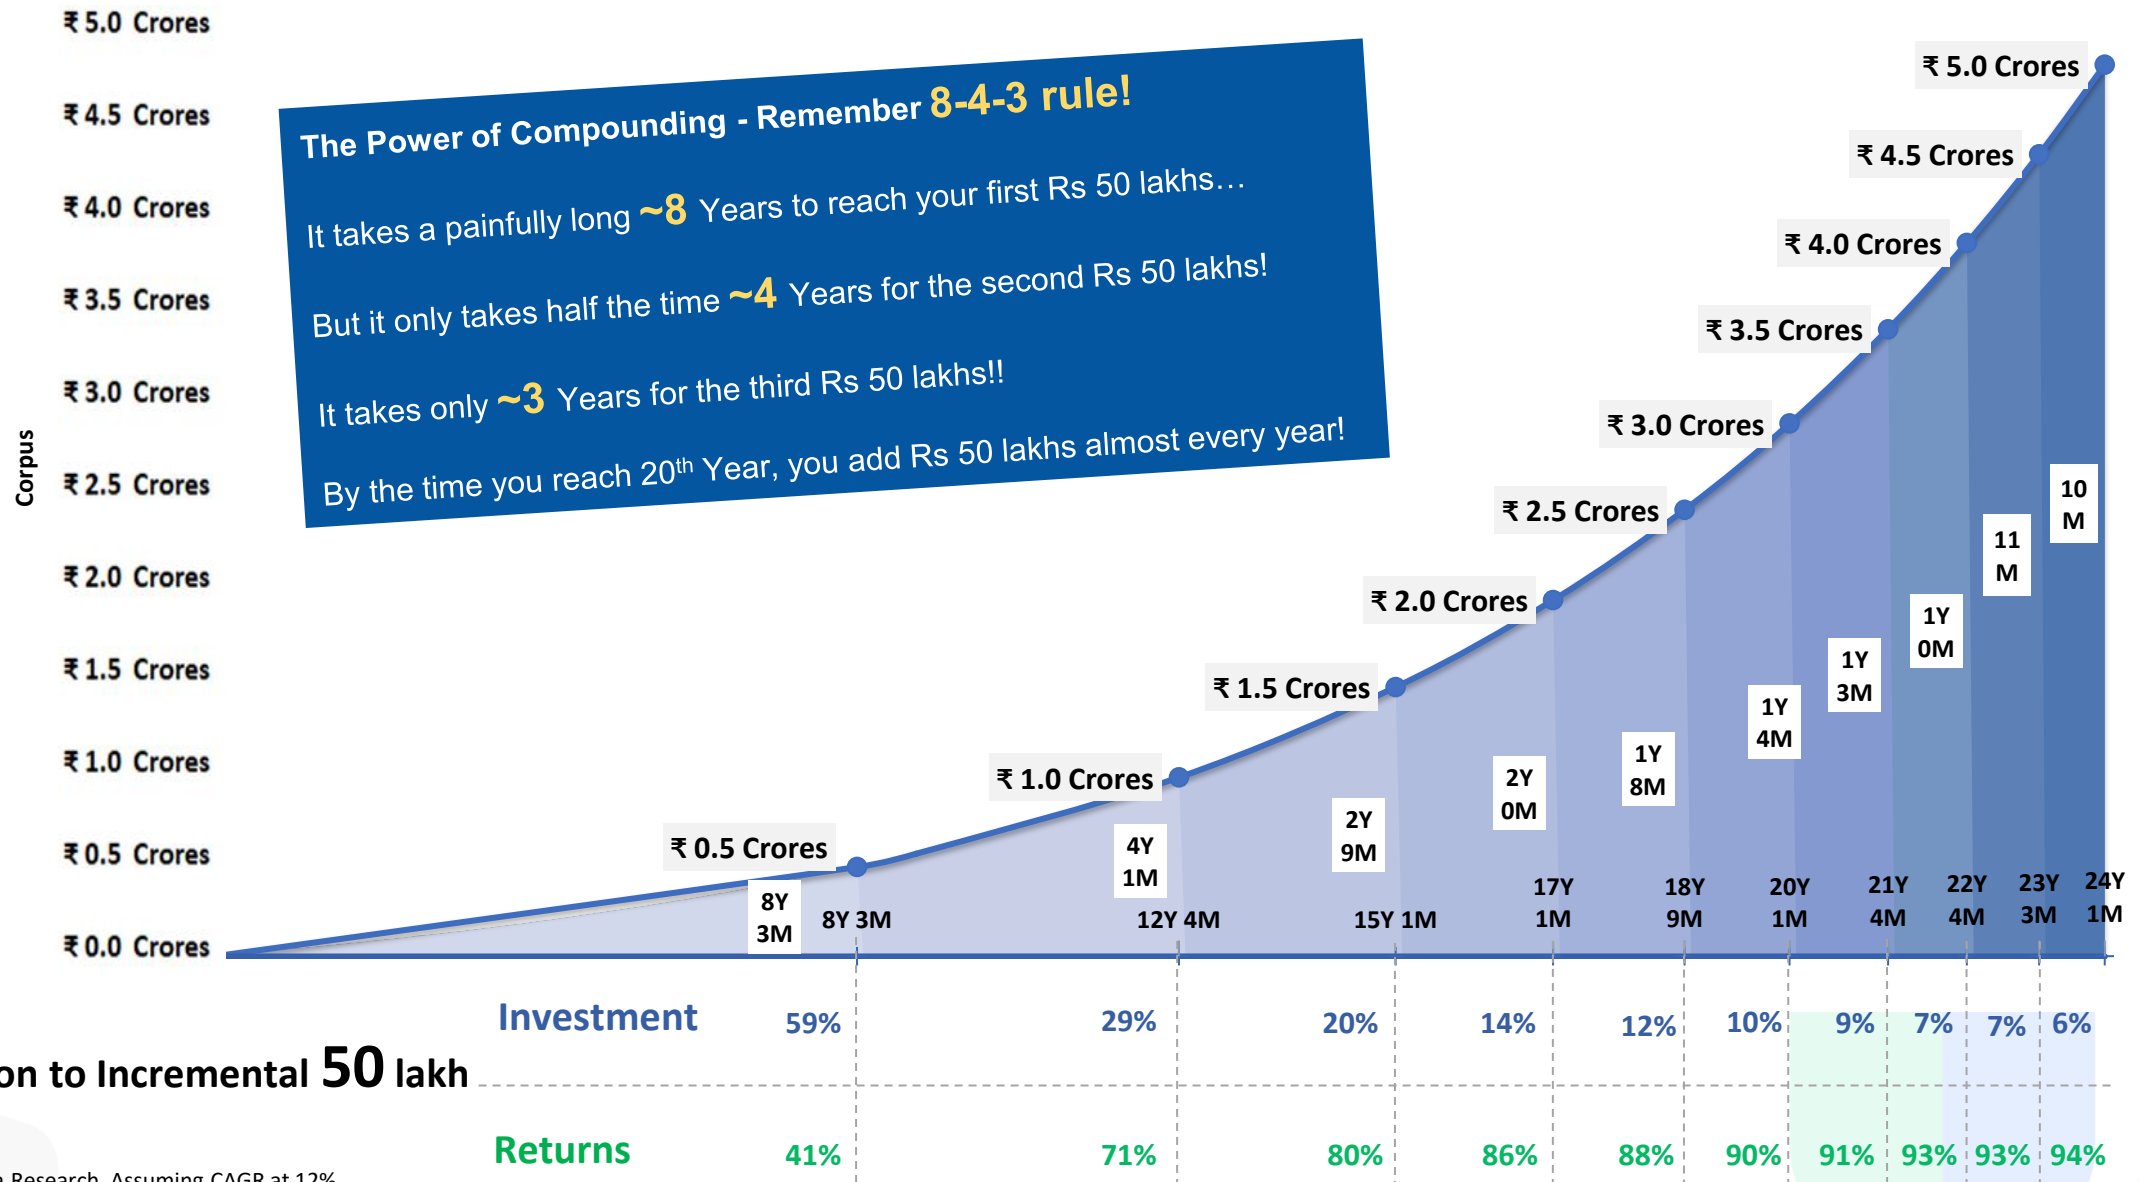 ₹ 5.0 Crores
₹ 4.5 Crores
₹ 4.0 Crores
₹ 3.5 Crores
₹ 3.0 Crores
₹ 2.5 Crores
₹ 2.0 Crores
₹ 1.5 Crores
₹ 1.0 Crores
₹ 0.5 Crores
₹ 0.0 Crores
Corpus
The Power of Compounding - Remember 8-4-3 rule!
It takes a painfully long ~8 Years to reach your first Rs 50 lakhs…
But it only takes half the time ~4 Years for the second Rs 50 lakhs!
It takes only ~3 Years for the third Rs 50 lakhs!!
By the time you reach 20th Year, you add Rs 50 lakhs almost every year!
₹ 0.5 Crores
₹ 1.0 Crores
₹ 1.5 Crores
₹ 2.0 Crores
₹ 2.5 Crores
₹ 3.0 Crores
₹ 3.5 Crores
₹ 4.0 Crores
₹ 4.5 Crores
₹ 5.0 Crores
8Y
3M
4Y
1M
2Y
9M
2Y
0M
1Y
8M
1Y
4M
1Y
3M
1Y
0M
11
M
10
M
8Y 3M
12Y 4M
15Y 1M
17Y
1M
18Y
9M
20Y
1M
21Y
4M
22Y
4M
23Y
3M
24Y
1M
Investment 59% 29% 20% 14% 12% 10% 9% 7% 7% 6%
on to Incremental 50 lakh
Returns 41% 71% 80% 86% 88% 90% 91% 93% 93% 94%
Research, Assuming CAGR at 12%